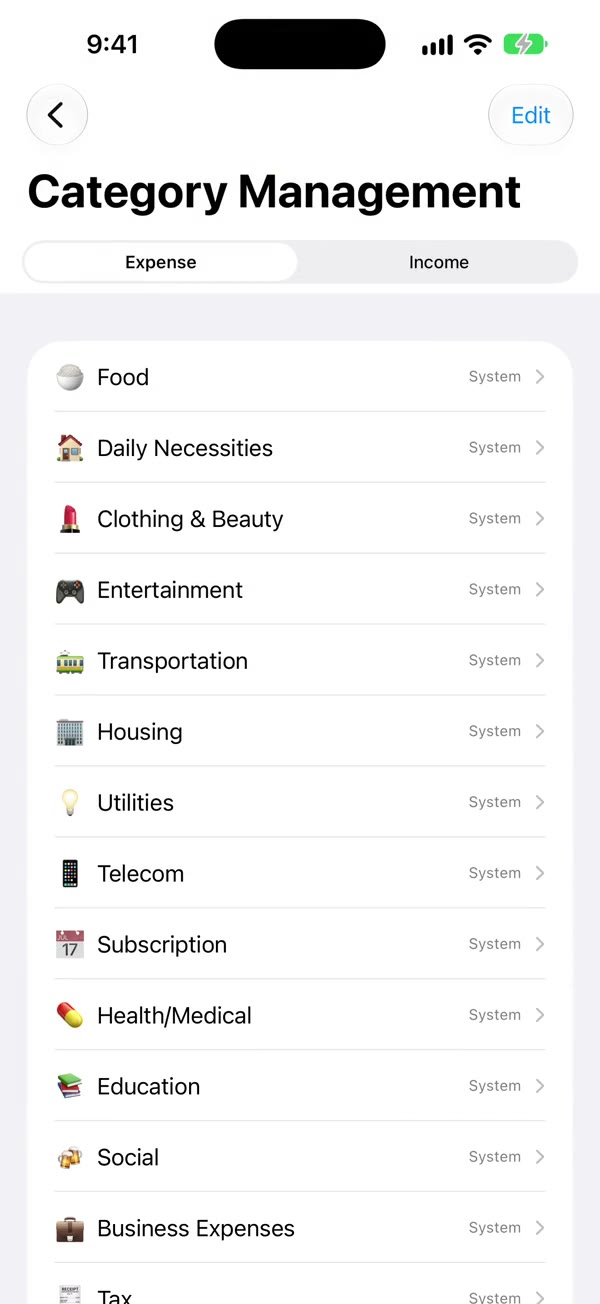 9:41
Edit
Category Management
Expense Income
Food System
Daily Necessities System
Clothing & Beauty System
Entertainment System
Transportation System
Housing System
Utilities System
Telecom System
17
Subscription System
Health/Medical System
Education System
Social System
Business Expenses System
RECEIPT
Tax System